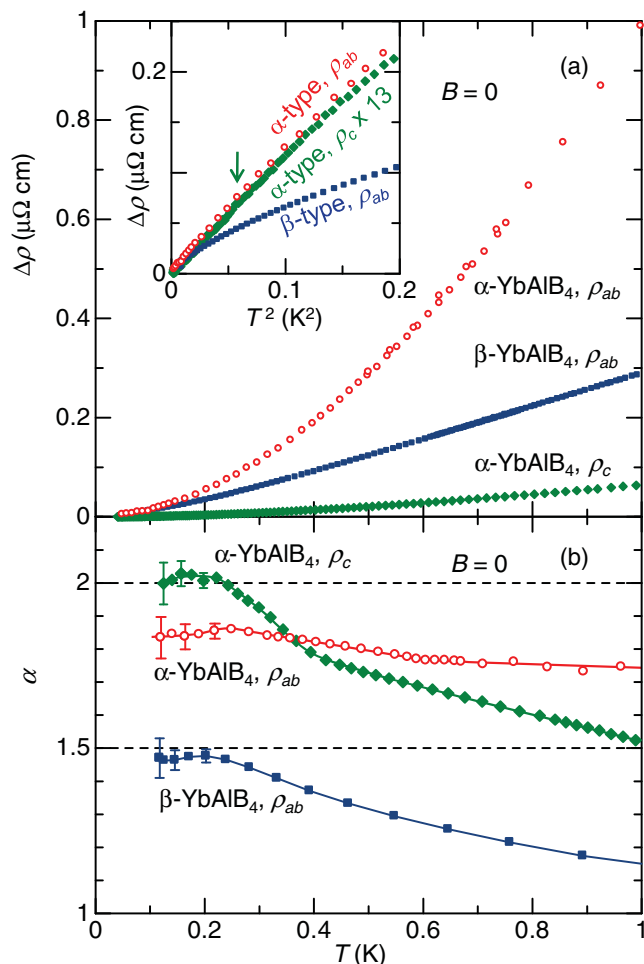 1
0.8
0.6
0.4
0.2
0
Δρ (μΩ cm)
(a)
B = 0
α-YbAlB4, ρab
β-YbAlB4, ρab
α-YbAlB4, ρc
0.2
0
Δρ (μΩ cm)
α-type, ρab
α-type, ρc x 13
β-type, ρab
0 0.1 0.2
T 2 (K2)
2
1.5
1
α
α-YbAlB4, ρc
B = 0
(b)
α-YbAlB4, ρab
β-YbAlB4, ρab
0 0.2 0.4 0.6 0.8 1
T (K)